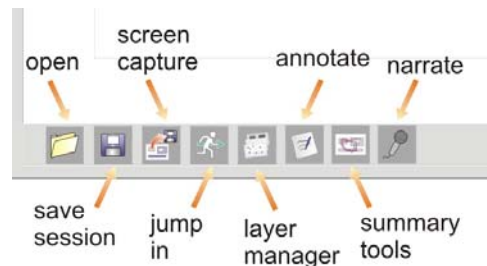 open
screen
capture
annotate
narrate
save
session
jump
in
layer
manager
summary
tools